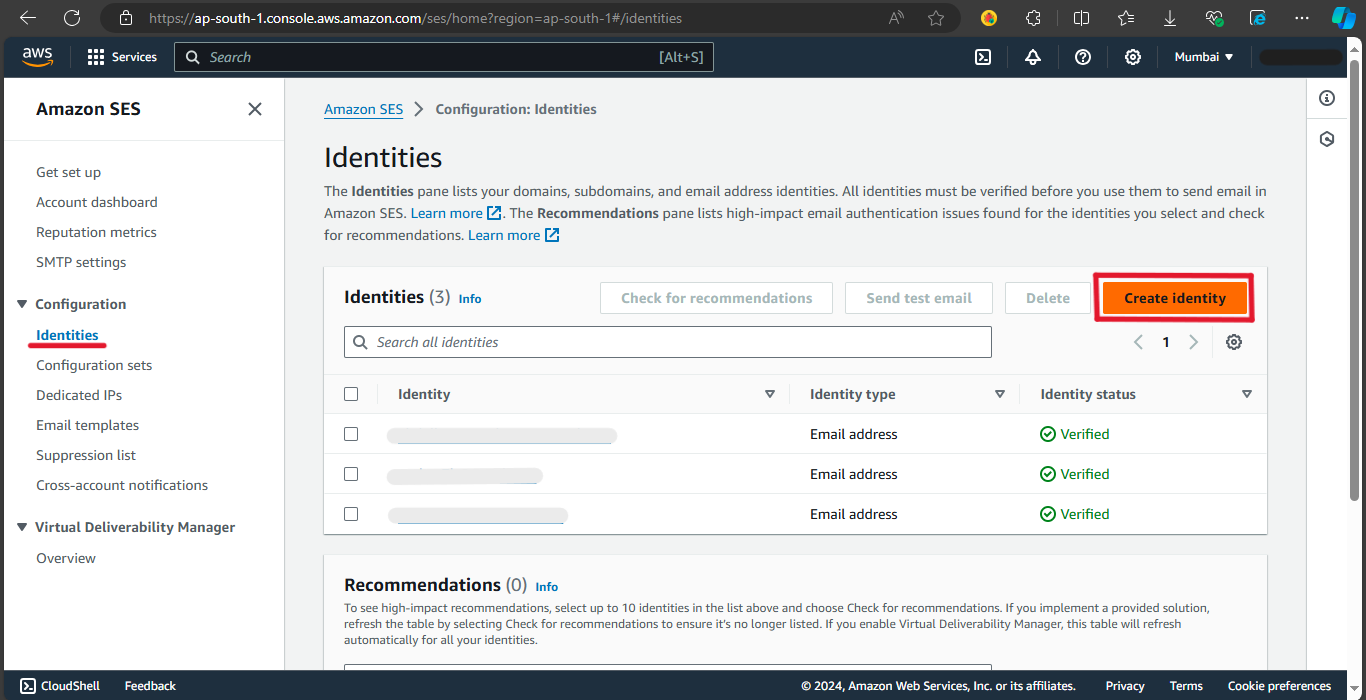 https://ap-south-1.console.aws.amazon.com/ses/home?region=ap-south-1#/identities
aws
Services
Search
[Alt+S]
Mumbai
Amazon SES
Get set up
Account dashboard
Reputation metrics
SMTP settings
Configuration
Identities
Configuration sets
Dedicated IPs
Email templates
Suppression list
Cross-account notifications
Virtual Deliverability Manager
Overview
Amazon SES > Configuration: Identities
Identities
The Identities pane lists your domains, subdomains, and email address identities. All identities must be verified before you use them to send email in
Amazon SES. Learn more. The Recommendations pane lists high-impact email authentication issues found for the identities you select and check
for recommendations. Learn more
Identities (3) Info
Check for recommendations
Send test email
Delete
Create identity
Search all identities
1
Identity
Identity type
Identity status
Email address
Verified
Email address
Verified
Email address
Verified
Recommendations (0) Info
To see high-impact recommendations, select up to 10 identities in the list above and choose Check for recommendations. If you implement a provided solution,
refresh the table by selecting Check for recommendations to ensure it's no longer listed. If you enable Virtual Deliverability Manager, this table will refresh
automatically for all your identities.
CloudShell
Feedback
© 2024, Amazon Web Services, Inc. or its affiliates.
Privacy
Terms
Cookie preferences